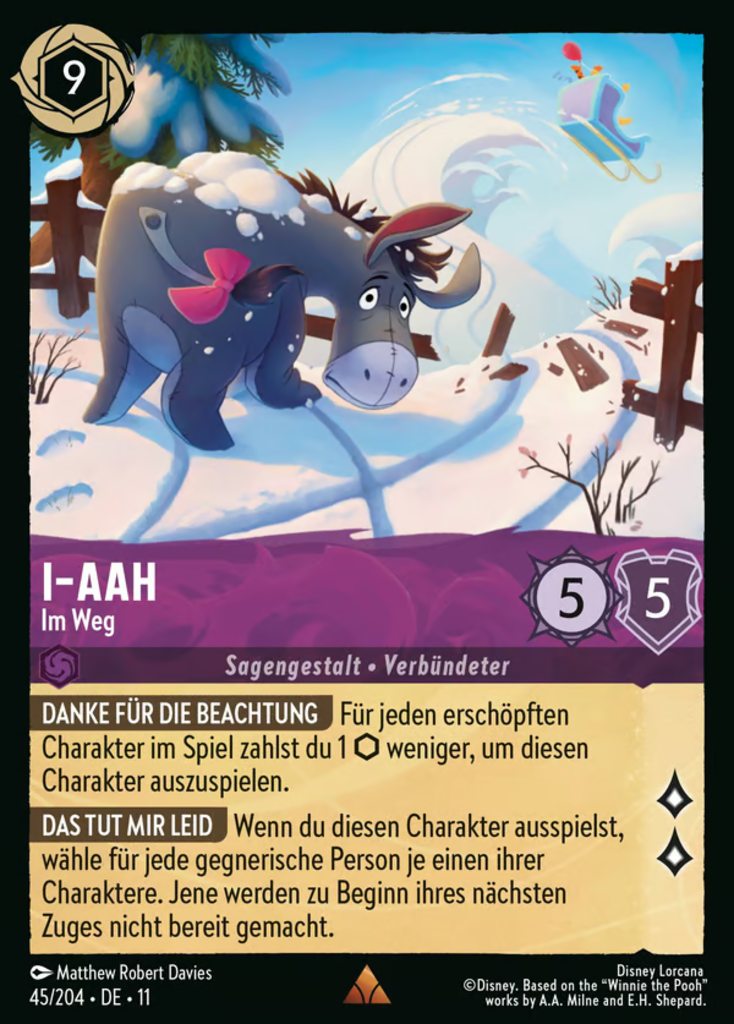 9
I-AAH
Im Weg
5
5
Sagengestalt • Verbündeter
DANKE FÜR DIE BEACHTUNG Für jeden erschöpften
Charakter im Spiel zahlst du 1 ⬡ weniger, um diesen
Charakter auszuspielen.
DAS TUT MIR LEID Wenn du diesen Charakter ausspielst,
wähle für jede gegnerische Person je einen ihrer
Charaktere. Jene werden zu Beginn ihres nächsten
Zuges nicht bereit gemacht.
Matthew Robert Davies
45/204 • DE • 11
Disney Lorcana
©Disney. Based on the "Winnie the Pooh"
works by A.A. Milne and E.H. Shepard.